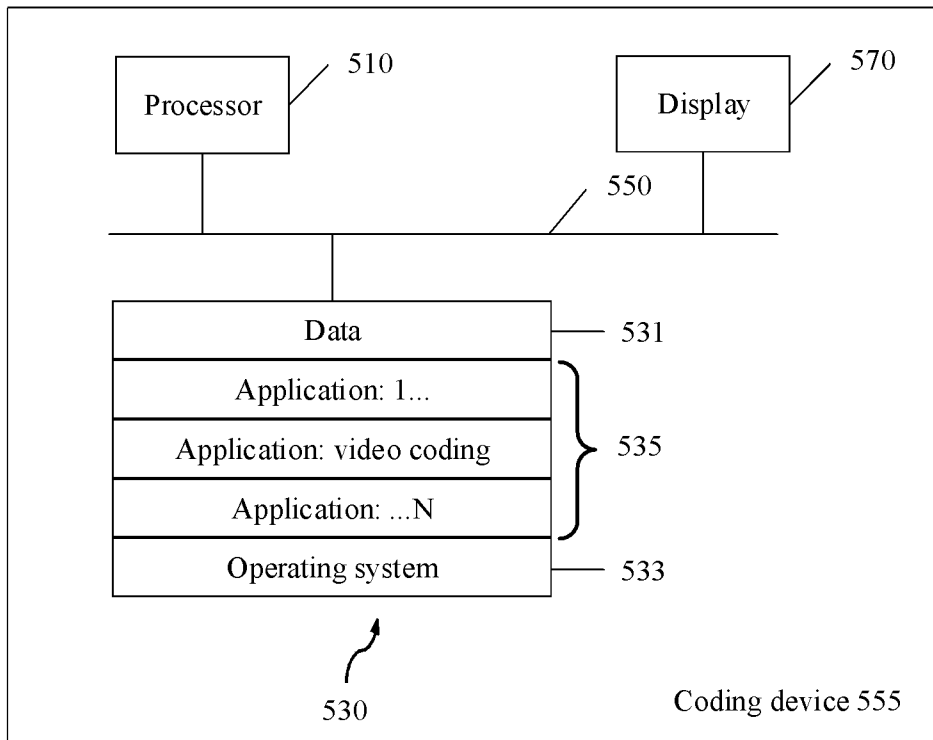 510
570
Processor
Display
550
Data
531
Application: 1...
Application: video coding
535
Application: ...N
Operating system
533
530
Coding device 555